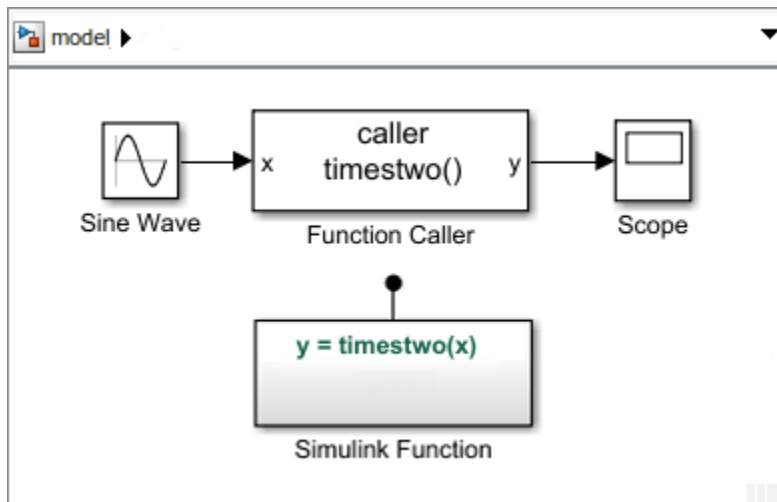 model
caller
timestwo()
x
y
Sine Wave
Function Caller
Scope
y = timestwo(x)
Simulink Function